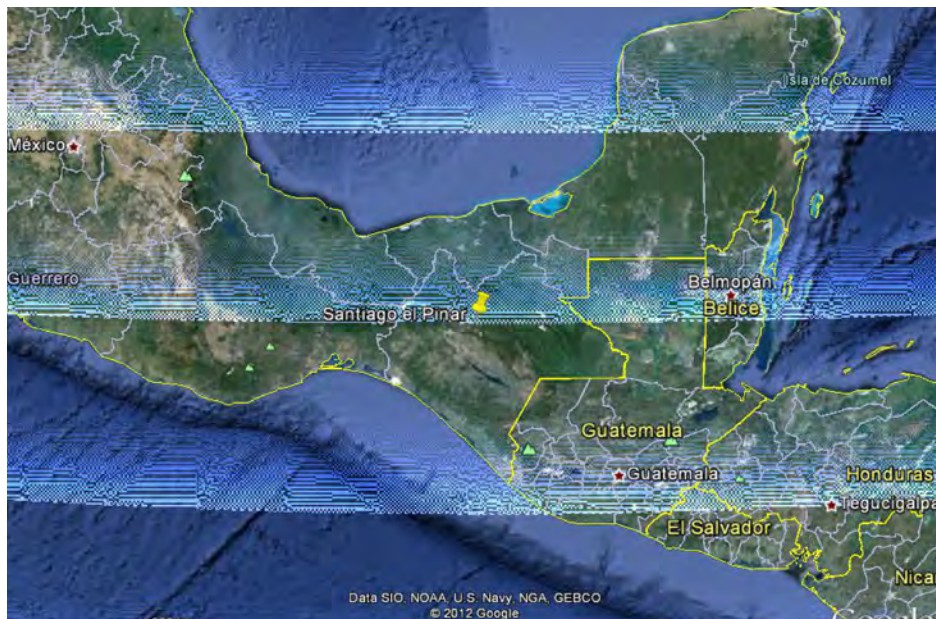 Isla de Cozumel
México
Guerrero
Belmopán
Santiago el Pinar
Belice
Guatemala
Guatemala
Honduras
Tegucigalpa
El Salvador
Nicar
Data SIO, NOAA, U.S. Navy, NGA, GEBCO
© 2012 Google